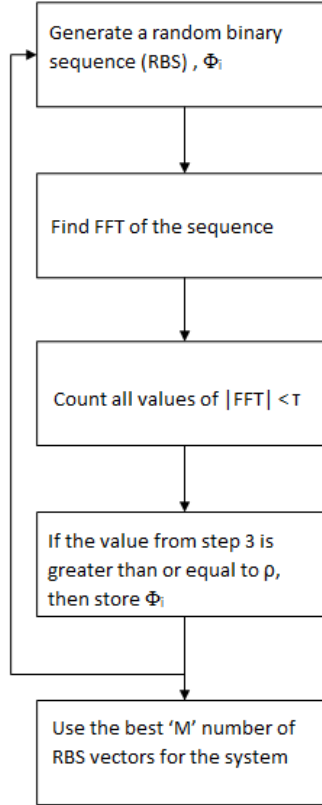 Generate a random binary
sequence (RBS) , Φᵢ
Find FFT of the sequence
Count all values of |FFT| < τ
If the value from step 3 is
greater than or equal to ρ,
then store Φᵢ
Use the best ‘M’ number of
RBS vectors for the system